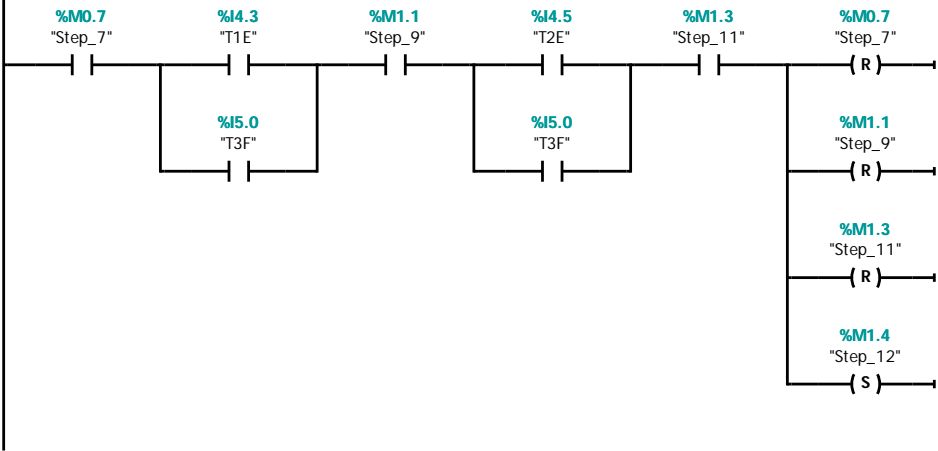 %M0.7 %I4.3 %M1.1 %I4.5 %M1.3 %M0.7
"Step_7" "T1E" "Step_9" "T2E" "Step_11" "Step_7"
R
%I5.0 %I5.0 %M1.1
"T3F" "T3F" "Step_9"
R
%M1.3
"Step_11"
R
%M1.4
"Step_12"
S